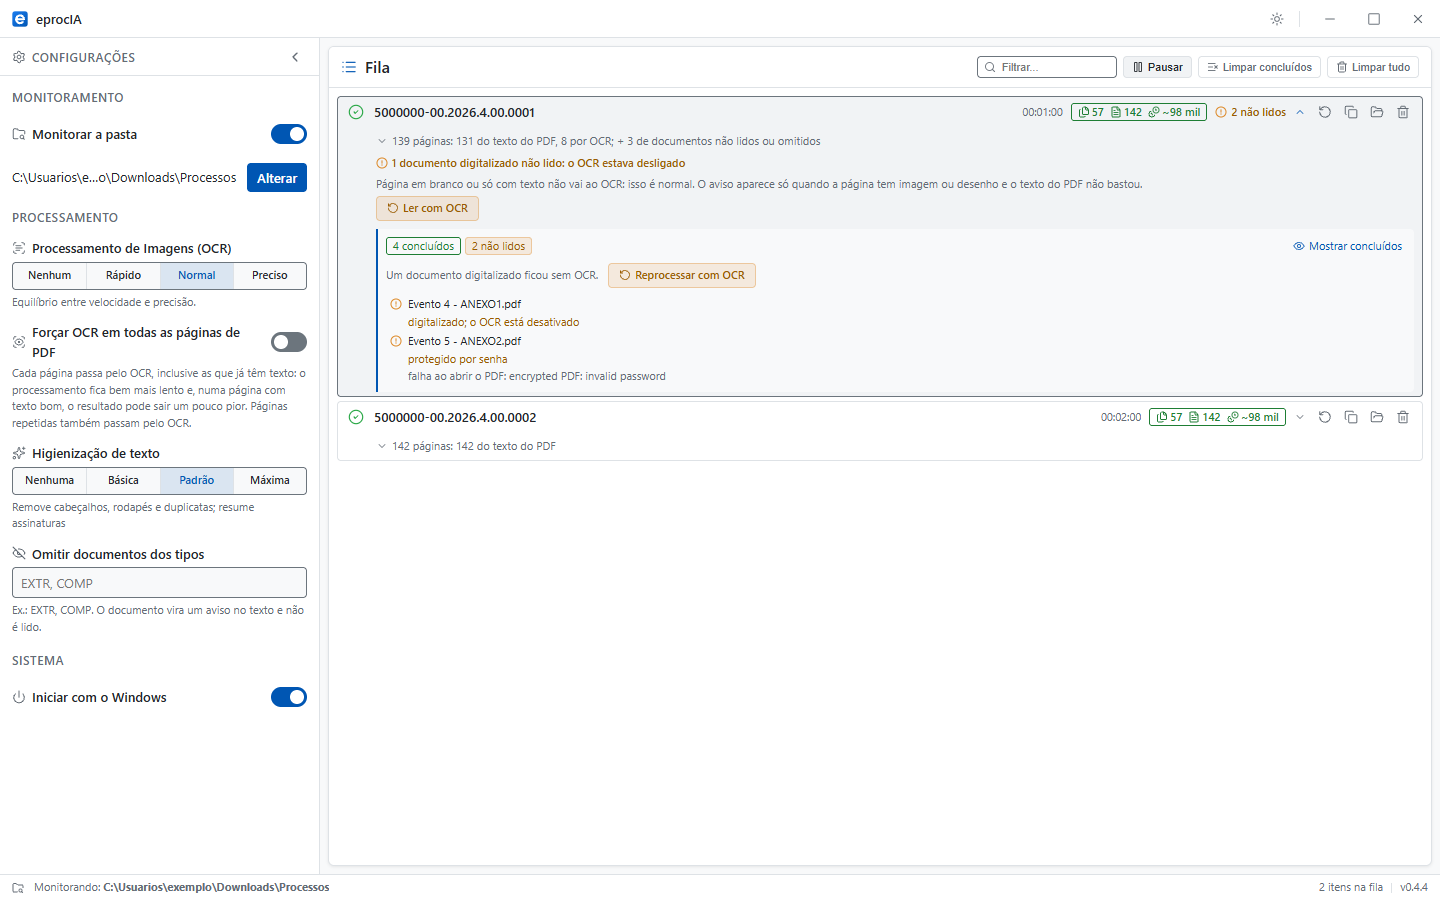 eprocIA
CONFIGURAÇÕES
MONITORAMENTO
Monitorar a pasta
C:\Usuarios\e...o\Downloads\Processos
Alterar
PROCESSAMENTO
Processamento de Imagens (OCR)
Nenhum Rápido Normal Preciso
Equilíbrio entre velocidade e precisão.
Forçar OCR em todas as páginas de
PDF
Cada página passa pelo OCR, inclusive as que já têm texto: o
processamento fica bem mais lento e, numa página com
texto bom, o resultado pode sair um pouco pior. Páginas
repetidas também passam pelo OCR.
Higienização de texto
Nenhuma Básica Padrão Máxima
Remove cabeçalhos, rodapés e duplicatas; resume
assinaturas
Omitir documentos dos tipos
EXTR, COMP
Ex.: EXTR, COMP. O documento vira um aviso no texto e não
é lido.
SISTEMA
Iniciar com o Windows
Fila
Filtrar...
Pausar
Limpar concluídos
Limpar tudo
5000000-00.2026.4.00.0001
00:01:00 57 142 ~98 mil 2 não lidos
139 páginas: 131 do texto do PDF, 8 por OCR; + 3 de documentos não lidos ou omitidos
1 documento digitalizado não lido: o OCR estava desligado
Página em branco ou só com texto não vai ao OCR: isso é normal. O aviso aparece só quando a página tem imagem ou desenho e o texto do PDF não bastou.
Ler com OCR
4 concluídos 2 não lidos
Mostrar concluídos
Um documento digitalizado ficou sem OCR.
Reprocessar com OCR
Evento 4 - ANEXO1.pdf
digitalizado; o OCR está desativado
Evento 5 - ANEXO2.pdf
protegido por senha
falha ao abrir o PDF: encrypted PDF: invalid password
5000000-00.2026.4.00.0002
00:02:00 57 142 ~98 mil
142 páginas: 142 do texto do PDF
Monitorando: C:\Usuarios\exemplo\Downloads\Processos
2 itens na fila
v0.4.4